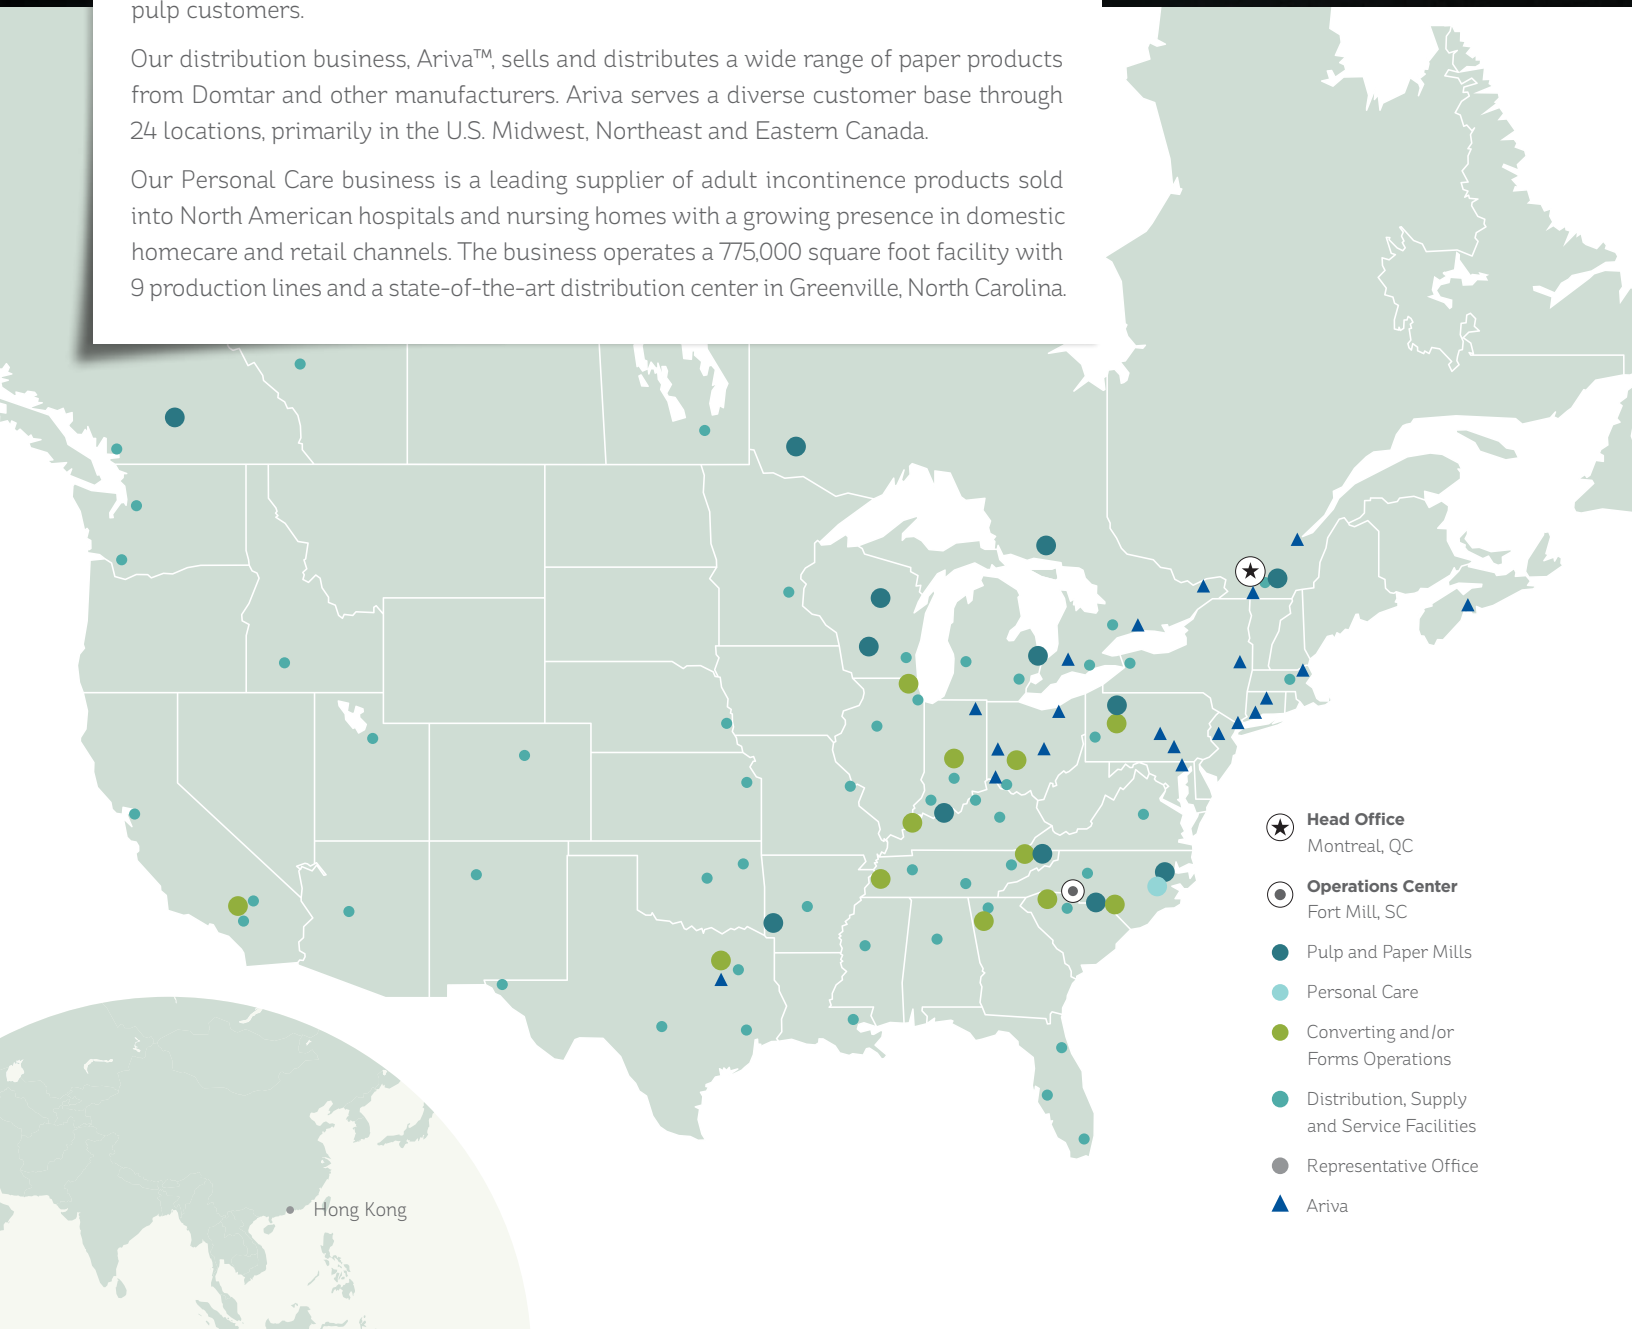 pulp customers.
Our distribution business, Ariva™, sells and distributes a wide range of paper products
from Domtar and other manufacturers. Ariva serves a diverse customer base through
24 locations, primarily in the U.S. Midwest, Northeast and Eastern Canada.
Our Personal Care business is a leading supplier of adult incontinence products sold
into North American hospitals and nursing homes with a growing presence in domestic
homecare and retail channels. The business operates a 775,000 square foot facility with
9 production lines and a state-of-the-art distribution center in Greenville, North Carolina.
Head Office
Montreal, QC
Operations Center
Fort Mill, SC
Pulp and Paper Mills
Personal Care
Converting and/or
Forms Operations
Distribution, Supply
and Service Facilities
Representative Office
Ariva
Hong Kong